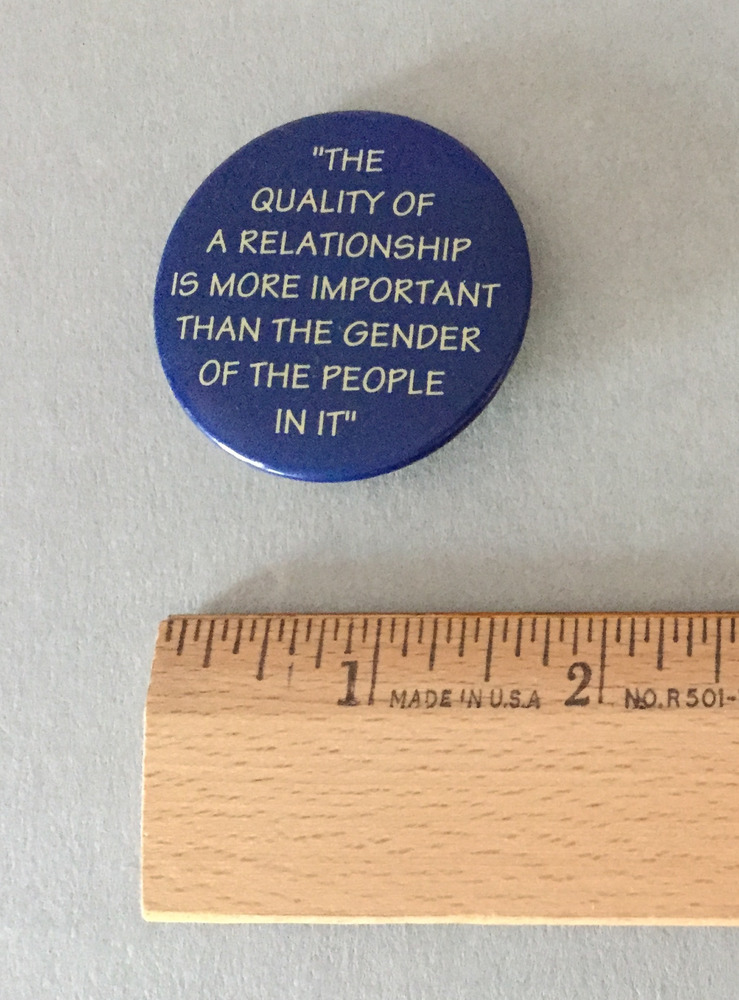 "THE
QUALITY OF
A RELATIONSHIP
IS MORE IMPORTANT
THAN THE GENDER
OF THE PEOPLE
IN IT"
1 MADE IN U.S.A 2 NO. R 501-